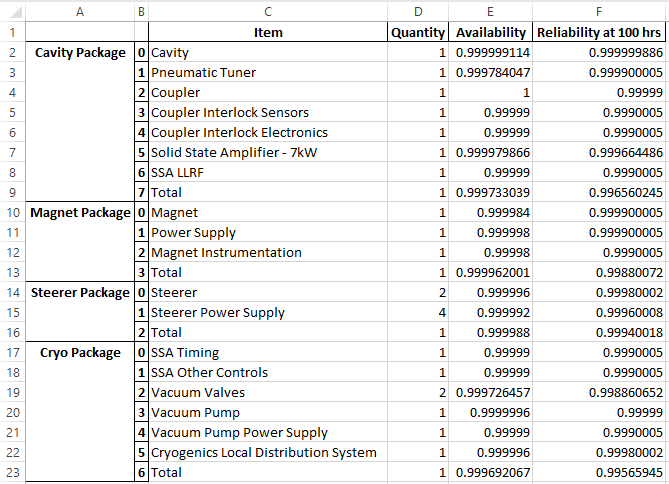 A B C D E F
1 Item Quantity Availability Reliability at 100 hrs
2 Cavity Package 0 Cavity 1 0.999999114 0.999999886
3 1 Pneumatic Tuner 1 0.999784047 0.999900005
4 2 Coupler 1 1 0.99999
5 3 Coupler Interlock Sensors 1 0.99999 0.9990005
6 4 Coupler Interlock Electronics 1 0.99999 0.9990005
7 5 Solid State Amplifier - 7kW 1 0.999979866 0.999664486
8 6 SSA LLRF 1 0.99999 0.9990005
9 7 Total 1 0.999733039 0.996560245
10 Magnet Package 0 Magnet 1 0.999984 0.999900005
11 1 Power Supply 1 0.999998 0.999900005
12 2 Magnet Instrumentation 1 0.99998 0.9990005
13 3 Total 1 0.999962001 0.99880072
14 Steerer Package 0 Steerer 2 0.999996 0.99980002
15 1 Steerer Power Supply 4 0.999992 0.99960008
16 2 Total 1 0.999988 0.99940018
17 Cryo Package 0 SSA Timing 1 0.99999 0.9990005
18 1 SSA Other Controls 1 0.99999 0.9990005
19 2 Vacuum Valves 2 0.999726457 0.998860652
20 3 Vacuum Pump 1 0.9999996 0.99999
21 4 Vacuum Pump Power Supply 1 0.99999 0.9990005
22 5 Cryogenics Local Distribution System 1 0.999996 0.99980002
23 6 Total 1 0.999692067 0.99565945